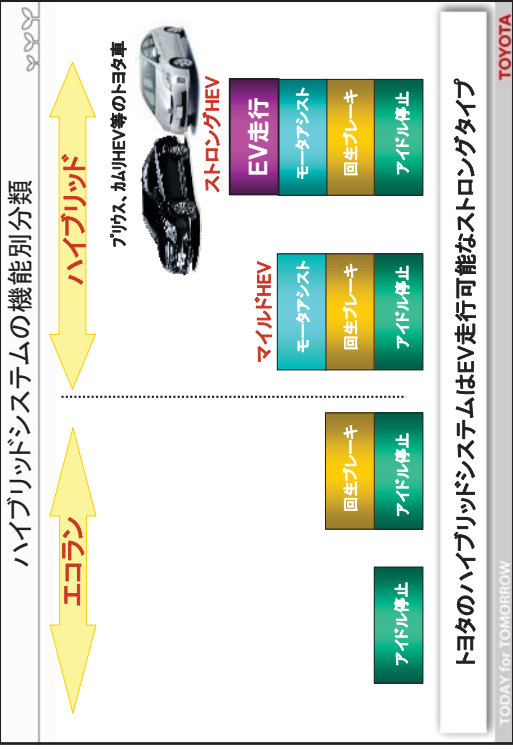 ハイブリッドシステムの機能別分類
エコラン
ハイブリッド
プリウス、カムリHEV等のトヨタ車
ストロングHEV
マイルドHEV
EV走行
モータアシスト
モータアシスト
回生ブレーキ
回生ブレーキ
回生ブレーキ
アイドル停止
アイドル停止
アイドル停止
アイドル停止
トヨタのハイブリッドシステムはEV走行可能なストロングタイプ
TODAY for TOMORROW
TOYOTA